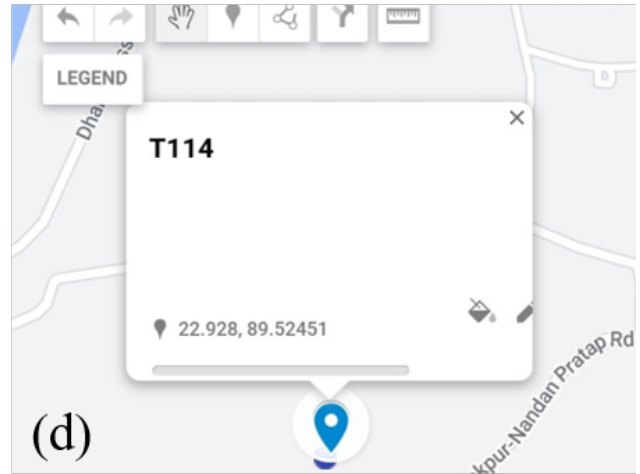 LEGEND
T114
22.928, 89.52451
kpur-Nandan Pratap Rd
(d)